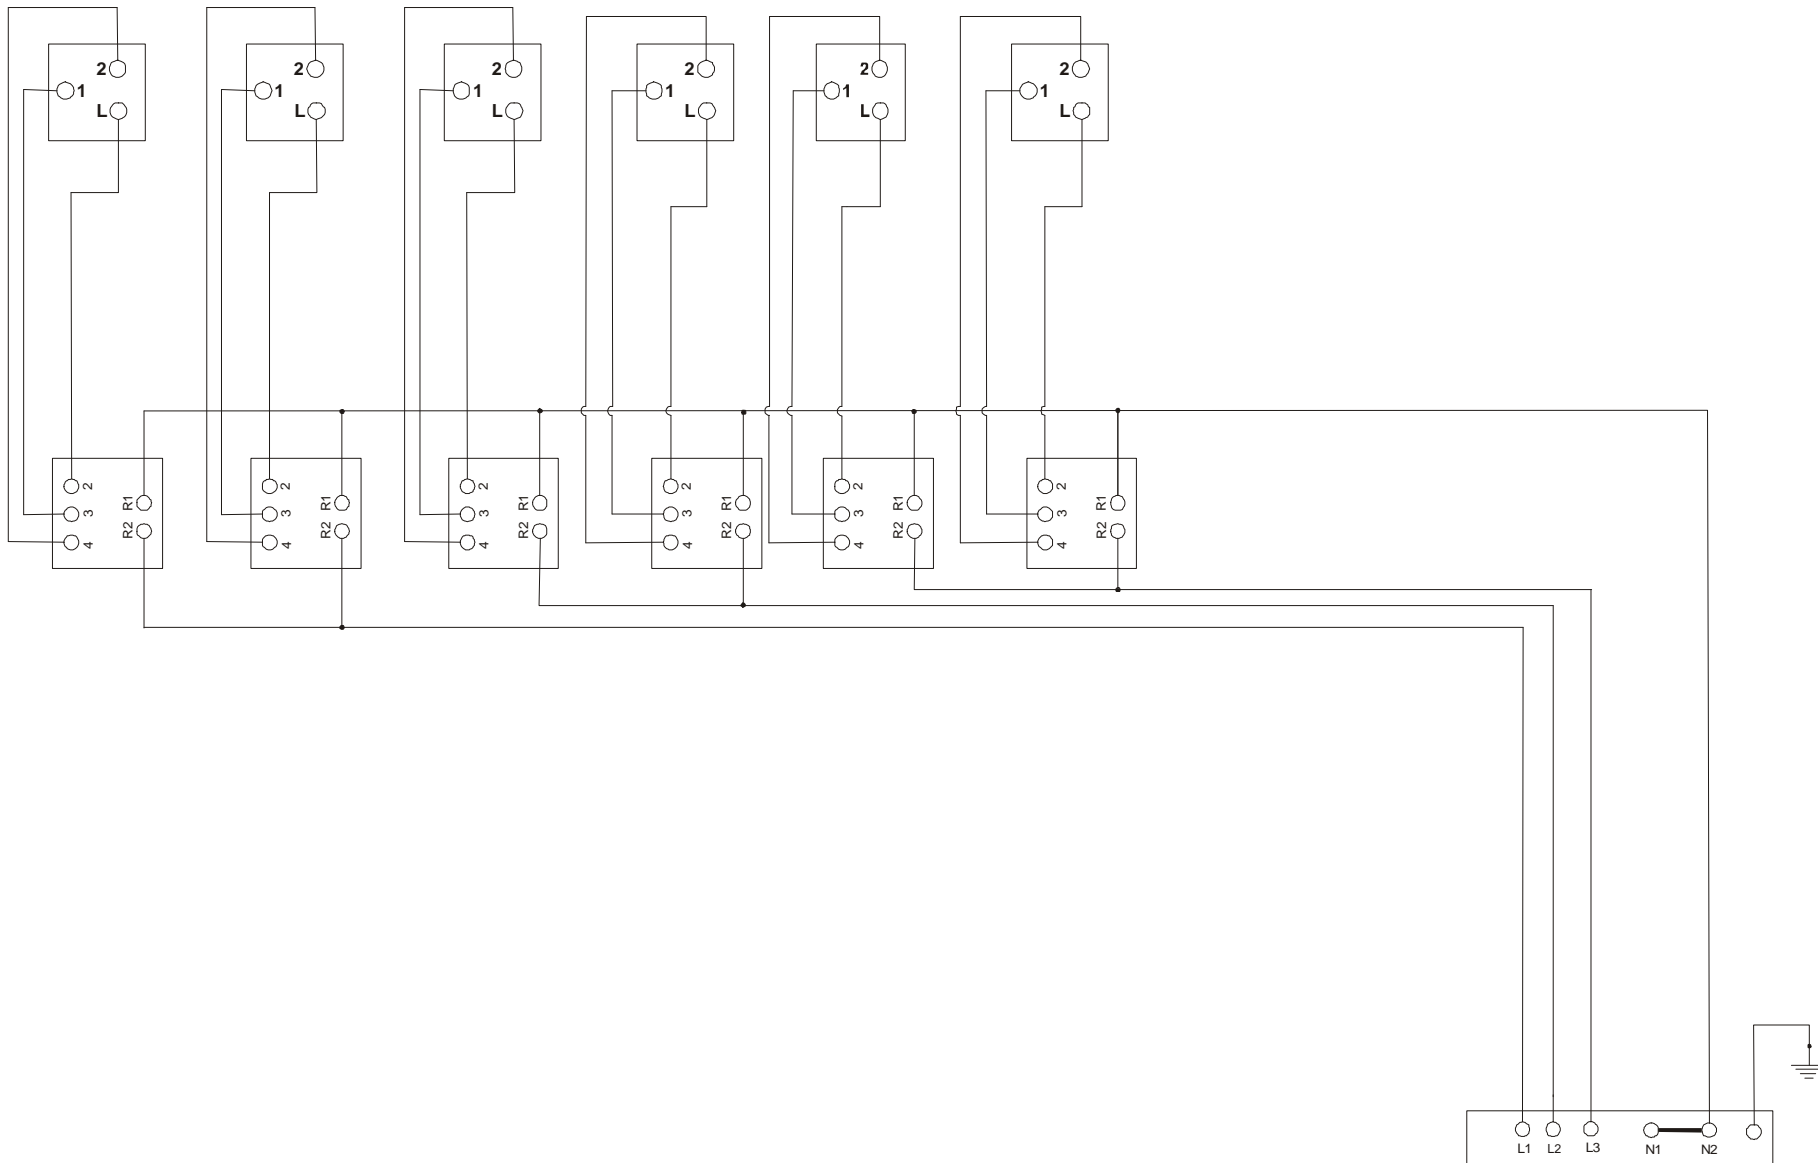 2 2 2 2 2 2
1 1 1 1 1 1
L L L L L L
2 2 2 2 2 2
R1 R1 R1 R1 R1 R1
3 3 3 3 3 3
R2 R2 R2 R2 R2 R2
4 4 4 4 4 4
L1 L2 L3 N1 N2